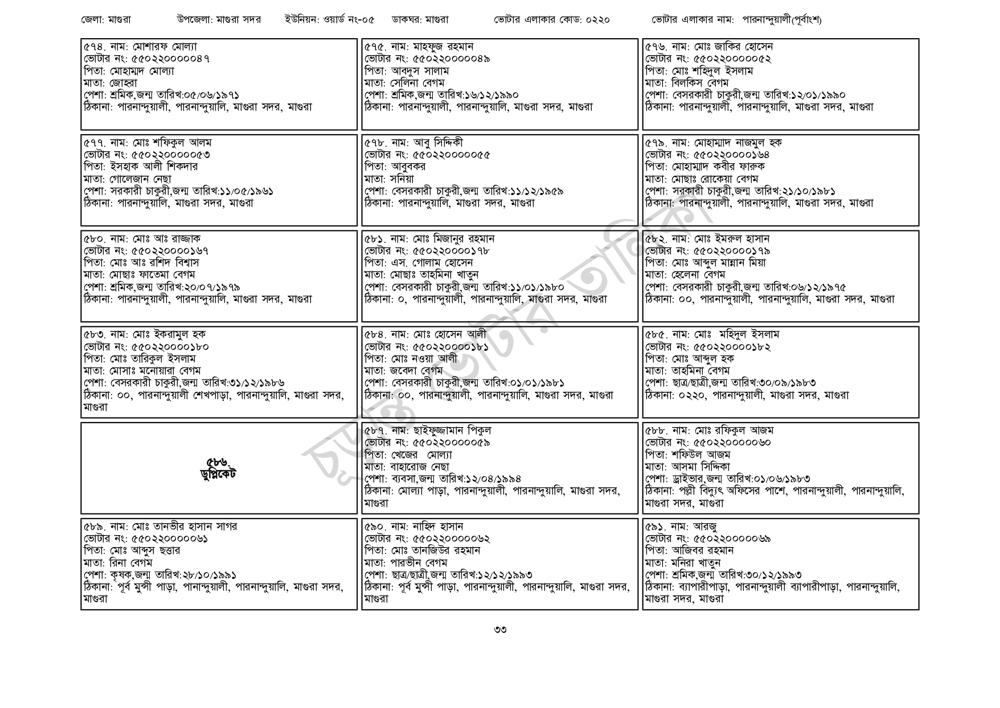 জেলা: মাগুরা উপজেলা: মাগুরা সদর ইউনিয়ন: ওয়ার্ড নং-০৫ ডাকঘর: মাগুরা ভোটার এলাকার কোড: ০২২০ ভোটার এলাকার নাম: পারনান্দুয়ালী(পূর্বাংশ)
৫৭৪. নাম: মোশারফ মোল্যা
ভোটার নং: ৫৫০২২০০০০০৪৭
পিতা: মোহাম্মদ মোল্যা
মাতা: জোহরা
পেশা: শ্রমিক,জন্ম তারিখ:০৫/০৬/১৯৭১
ঠিকানা: পারনান্দুয়ালী, পারনান্দুয়ালি, মাগুরা সদর, মাগুরা
৫৭৫. নাম: মাহফুজ রহমান
ভোটার নং: ৫৫০২২০০০০০৪৯
পিতা: আবদুস সালাম
মাতা: সেলিনা বেগম
পেশা: শ্রমিক,জন্ম তারিখ:১৬/১২/১৯৯০
ঠিকানা: পারনান্দুয়ালী, পারনান্দুয়ালি, মাগুরা সদর, মাগুরা
৫৭৬. নাম: মোঃ জাকির হোসেন
ভোটার নং: ৫৫০২২০০০০০৫২
পিতা: মোঃ শহিদুল ইসলাম
মাতা: বিলকিস বেগম
পেশা: বেসরকারী চাকুরী,জন্ম তারিখ:১২/০১/১৯৯০
ঠিকানা: পারনান্দুয়ালী, পারনান্দুয়ালি, মাগুরা সদর, মাগুরা
৫৭৭. নাম: মোঃ শফিকুল আলম
ভোটার নং: ৫৫০২২০০০০০৫৩
পিতা: ইসহাক আলী শিকদার
মাতা: গোলেজান নেছা
পেশা: সরকারী চাকুরী,জন্ম তারিখ:১১/০৫/১৯৬১
ঠিকানা: পারনান্দুয়ালি, মাগুরা সদর, মাগুরা
৫৭৮. নাম: আবু সিদ্দিকী
ভোটার নং: ৫৫০২২০০০০০৫৫
পিতা: আবুবকর
মাতা: সনিয়া
পেশা: বেসরকারী চাকুরী,জন্ম তারিখ:১১/১২/১৯৫৯
ঠিকানা: পারনান্দুয়ালি, মাগুরা সদর, মাগুরা
৫৭৯. নাম: মোহাম্মাদ নাজমুল হক
ভোটার নং: ৫৫০২২০০০০১৬৪
পিতা: মোহাম্মাদ কবীর ফারুক
মাতা: মোছাঃ রোকেয়া বেগম
পেশা: সরকারী চাকুরী,জন্ম তারিখ:২১/১০/১৯৮১
ঠিকানা: পারনান্দুয়ালী, পারনান্দুয়ালি, মাগুরা সদর, মাগুরা
৫৮০. নাম: মোঃ আঃ রাজ্জাক
ভোটার নং: ৫৫০২২০০০০১৬৭
পিতা: মোঃ আঃ রশিদ বিশ্বাস
মাতা: মোছাঃ ফাতেমা বেগম
পেশা: শ্রমিক,জন্ম তারিখ:২০/০৭/১৯৭৯
ঠিকানা: পারনান্দুয়ালী, পারনান্দুয়ালি, মাগুরা সদর, মাগুরা
৫৮১. নাম: মোঃ মিজানুর রহমান
ভোটার নং: ৫৫০২২০০০০১৭৮
পিতা: এস. গোলাম হোসেন
মাতা: মোছাঃ তাহমিনা খাতুন
পেশা: বেসরকারী চাকুরী,জন্ম তারিখ:১১/০১/১৯৮০
ঠিকানা: ০, পারনান্দুয়ালী, পারনান্দুয়ালি, মাগুরা সদর, মাগুরা
৫৮২. নাম: মোঃ ইমরুল হাসান
ভোটার নং: ৫৫০২২০০০০১৭৯
পিতা: মোঃ আব্দুল মান্নান মিয়া
মাতা: হেলেনা বেগম
পেশা: বেসরকারী চাকুরী,জন্ম তারিখ:০৬/১২/১৯৭৫
ঠিকানা: ০০, পারনান্দুয়ালী, পারনান্দুয়ালি, মাগুরা সদর, মাগুরা
৫৮৩. নাম: মোঃ ইকরামুল হক
ভোটার নং: ৫৫০২২০০০০১৮০
পিতা: মোঃ তারিকুল ইসলাম
মাতা: মোসাঃ মনোয়ারা বেগম
পেশা: বেসরকারী চাকুরী,জন্ম তারিখ:৩১/১২/১৯৮৬
ঠিকানা: ০০, পারনান্দুয়ালী শেখপাড়া, পারনান্দুয়ালি, মাগুরা সদর,
মাগুরা
৫৮৪. নাম: মোঃ হোসেন আলী
ভোটার নং: ৫৫০২২০০০০১৮১
পিতা: মোঃ নওয়া আলী
মাতা: জবেদা বেগম
পেশা: বেসরকারী চাকুরী,জন্ম তারিখ:০১/০১/১৯৮১
ঠিকানা: ০০, পারনান্দুয়ালী, পারনান্দুয়ালি, মাগুরা সদর, মাগুরা
৫৮৫. নাম: মোঃ মহিদুল ইসলাম
ভোটার নং: ৫৫০২২০০০০১৮২
পিতা: মোঃ আব্দুল হক
মাতা: তাহমিনা বেগম
পেশা: ছাত্র/ছাত্রী,জন্ম তারিখ:৩০/০৯/১৯৮৩
ঠিকানা: ০২২০, পারনান্দুয়ালী, মাগুরা সদর, মাগুরা
৫৮৬.
ডুপ্লিকেট
৫৮৭. নাম: ছাইফুজ্জামান পিকুল
ভোটার নং: ৫৫০২২০০০০০৫৯
পিতা: খেজের মোল্যা
মাতা: বাহারোজ নেছা
পেশা: ব্যবসা,জন্ম তারিখ:১২/০৪/১৯৯৪
ঠিকানা: মোল্যা পাড়া, পারনান্দুয়ালী, পারনান্দুয়ালি, মাগুরা সদর,
মাগুরা
৫৮৮. নাম: মোঃ রফিকুল আজম
ভোটার নং: ৫৫০২২০০০০০৬০
পিতা: শফিউল আজম
মাতা: আসমা সিদ্দিকা
পেশা: ড্রাইভার,জন্ম তারিখ:০১/০৬/১৯৮৩
ঠিকানা: পল্লী বিদ্যুৎ অফিসের পাশে, পারনান্দুয়ালী, পারনান্দুয়ালি,
মাগুরা সদর, মাগুরা
৫৮৯. নাম: মোঃ তানভীর হাসান সাগর
ভোটার নং: ৫৫০২২০০০০০৬১
পিতা: মোঃ আব্দুস ছত্তার
মাতা: রিনা বেগম
পেশা: কৃষক,জন্ম তারিখ:২৮/১০/১৯৯১
ঠিকানা: পূর্ব মুন্সী পাড়া, পানান্দুয়ালী, পারনান্দুয়ালি, মাগুরা সদর,
মাগুরা
৫৯০. নাম: নাহিদ হাসান
ভোটার নং: ৫৫০২২০০০০০৬২
পিতা: মোঃ তানজিউর রহমান
মাতা: পারভীন বেগম
পেশা: ছাত্র/ছাত্রী,জন্ম তারিখ:১২/১২/১৯৯৩
ঠিকানা: পূর্ব মুন্সী পাড়া, পারনান্দুয়ালী, পারনান্দুয়ালি, মাগুরা সদর,
মাগুরা
৫৯১. নাম: আরজু
ভোটার নং: ৫৫০২২০০০০০৬৯
পিতা: আজিবর রহমান
মাতা: মনিরা খাতুন
পেশা: শ্রমিক,জন্ম তারিখ:৩০/১২/১৯৯৩
ঠিকানা: ব্যাপারীপাড়া, পারনান্দুয়ালী ব্যাপারীপাড়া, পারনান্দুয়ালি,
মাগুরা সদর, মাগুরা
চূড়ান্ত ভোটার তালিকা
৩৩